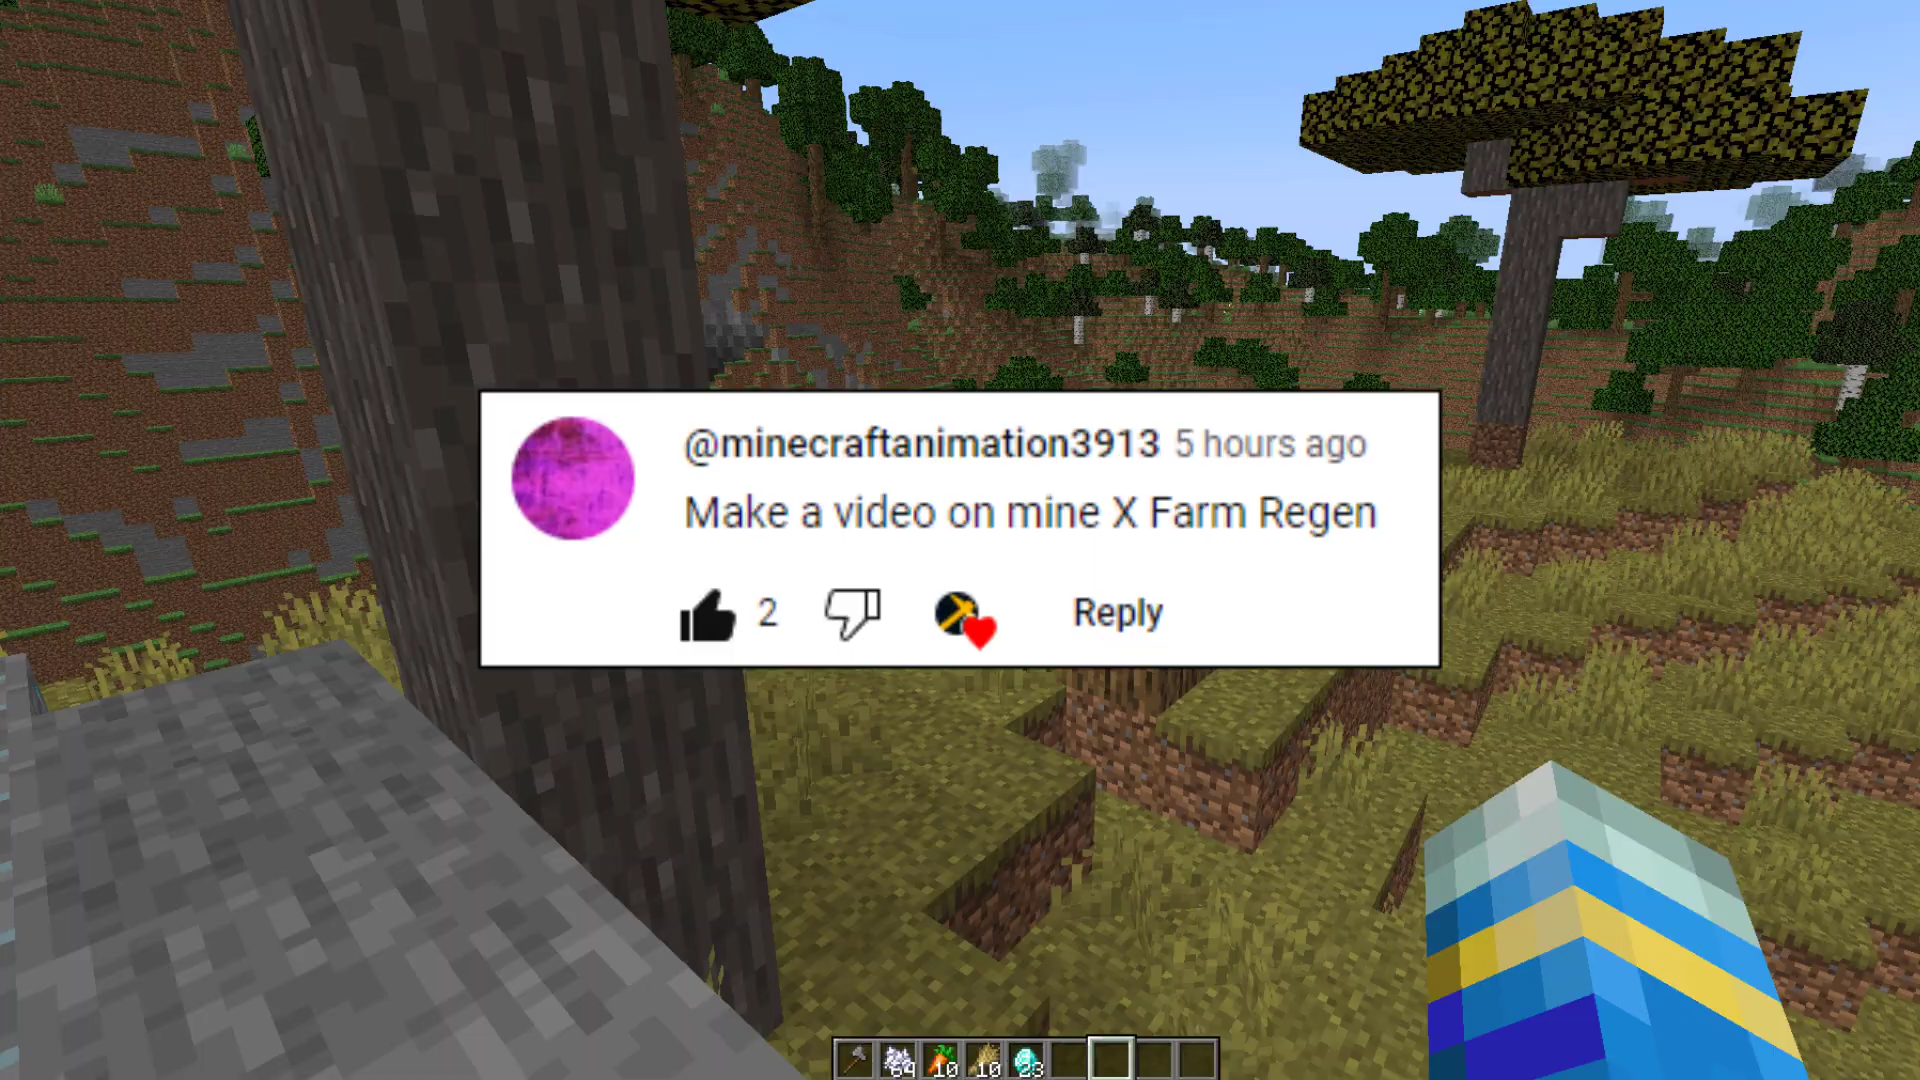 @minecraftanimation3913 5 hours ago
Make a video on mine X Farm Regen
2 Reply
64 10 10 23